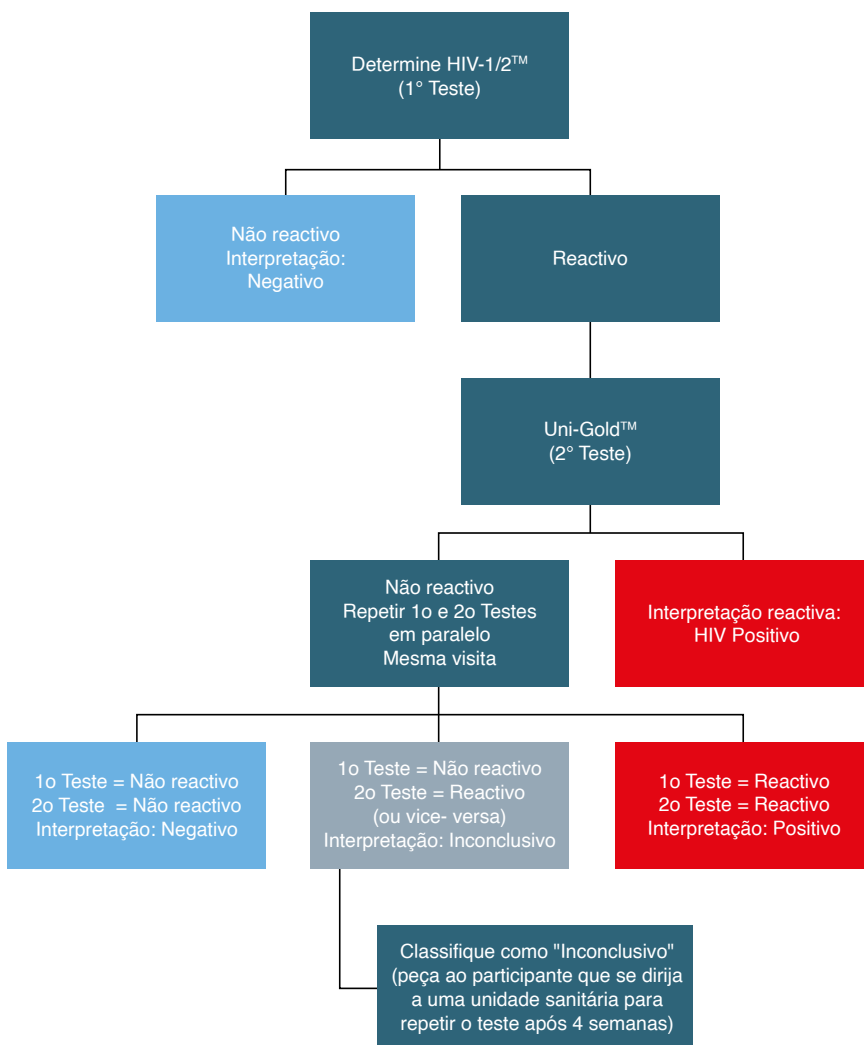 Determine HIV-1/2™
(1° Teste)
Não reactivo
Interpretação:
Negativo
Reactivo
Uni-Gold™
(2° Teste)
Não reactivo
Repetir 1o e 2o Testes
em paralelo
Mesma visita
Interpretação reactiva:
HIV Positivo
1o Teste = Não reactivo
2o Teste = Não reactivo
Interpretação: Negativo
1o Teste = Não reactivo
2o Teste = Reactivo
(ou vice- versa)
Interpretação: Inconclusivo
1o Teste = Reactivo
2o Teste = Reactivo
Interpretação: Positivo
Classifique como "Inconclusivo"
(peça ao participante que se dirija
a uma unidade sanitária para
repetir o teste após 4 semanas)